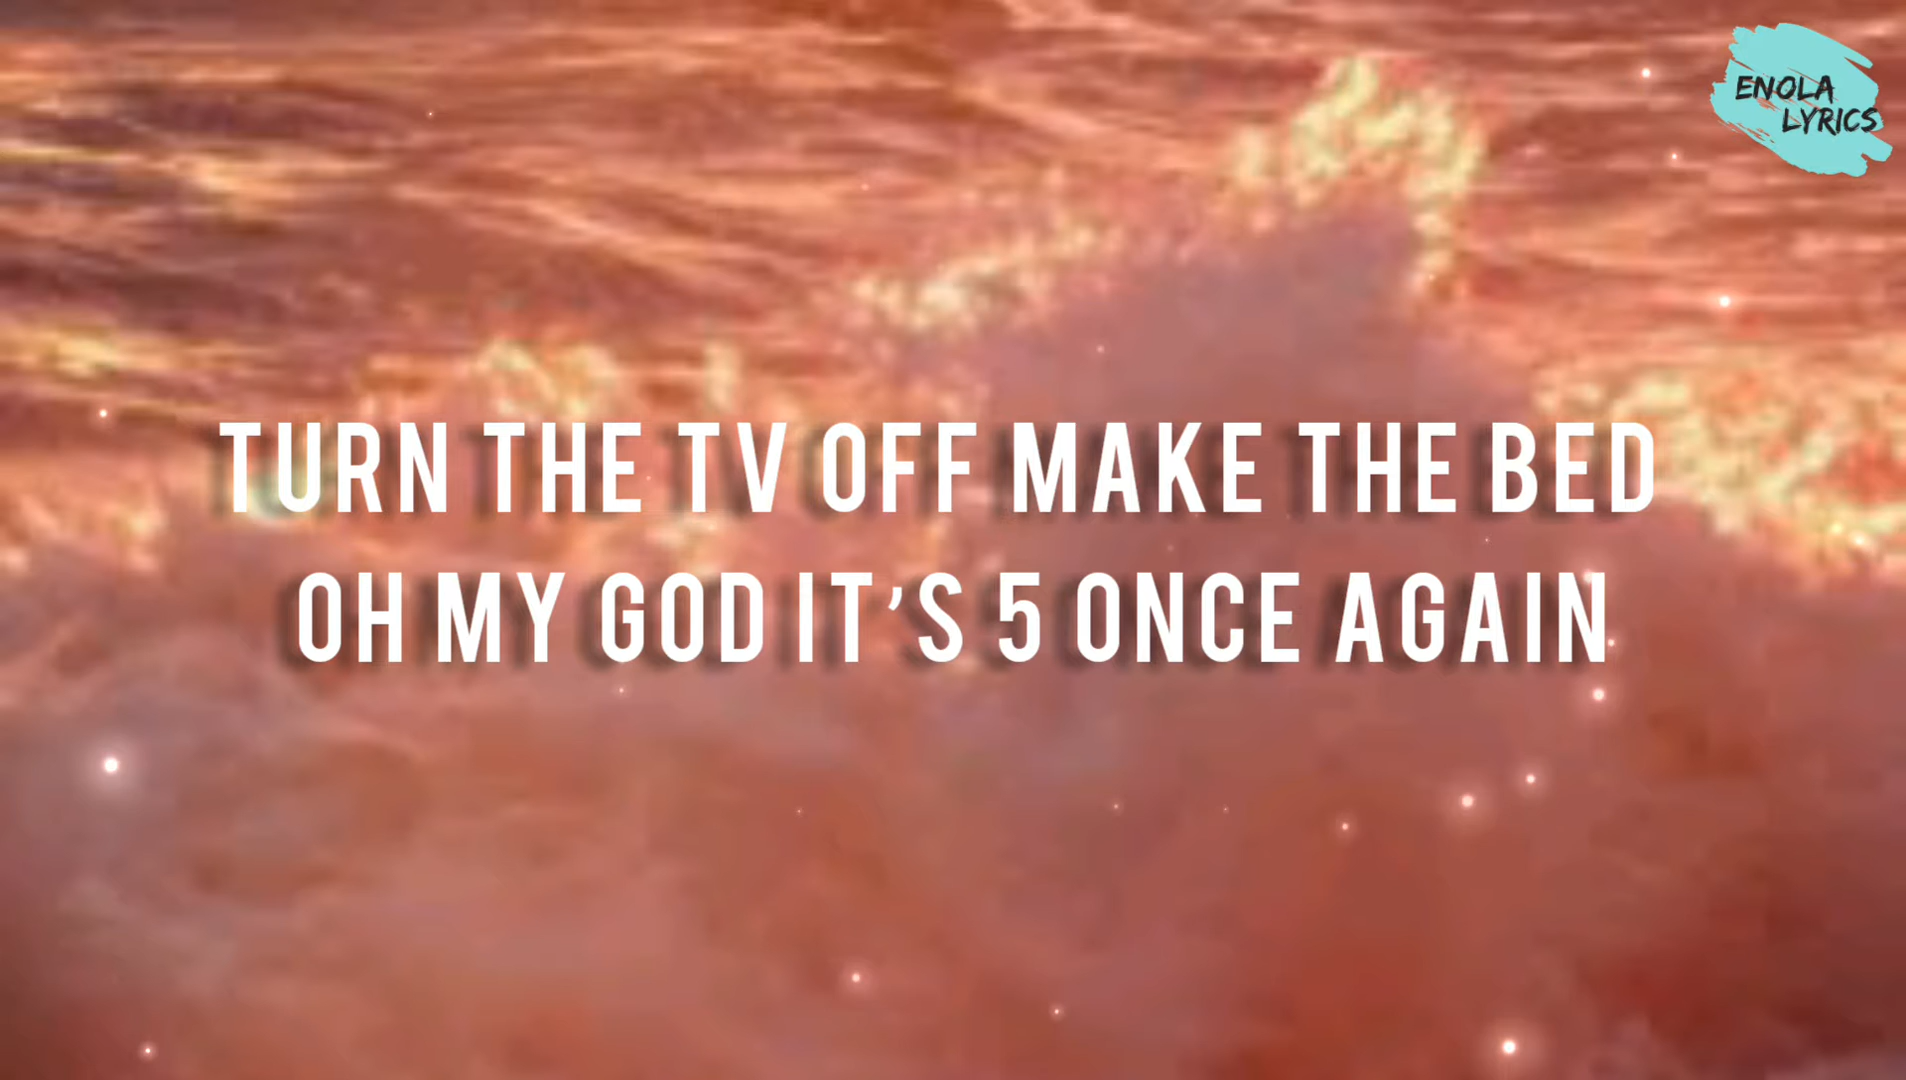 ENOLA
LYRICS
TURN THE TV OFF MAKE THE BED
OH MY GOD IT'S 5 ONCE AGAIN